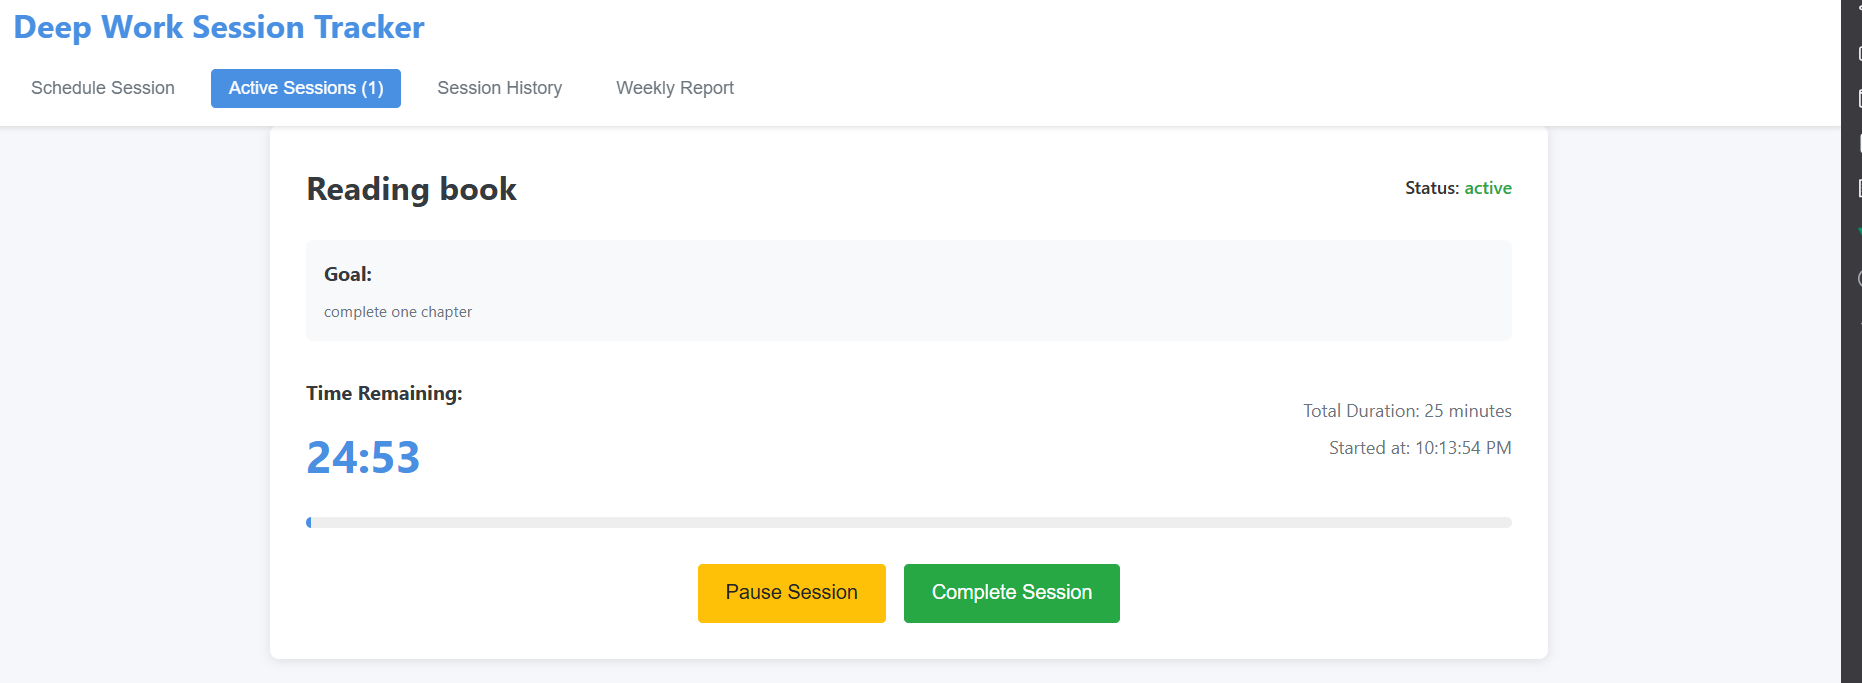 Deep Work Session Tracker
Schedule Session
Active Sessions (1)
Session History
Weekly Report
Reading book
Status: active
Goal:
complete one chapter
Time Remaining:
24:53
Total Duration: 25 minutes
Started at: 10:13:54 PM
Pause Session
Complete Session